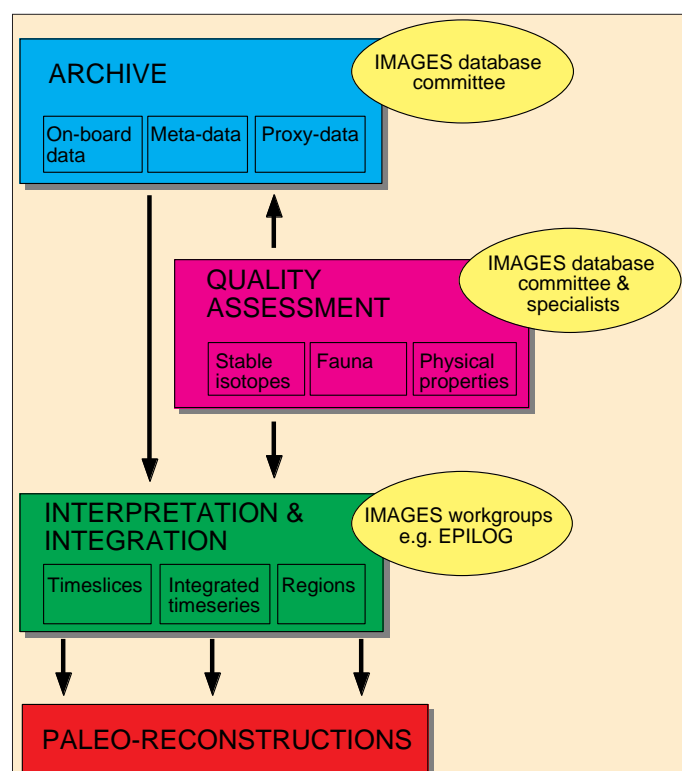 ARCHIVE
IMAGES database
committee
On-board
data
Meta-data
Proxy-data
QUALITY
ASSESSMENT
IMAGES database
committee &
specialists
Stable
isotopes
Fauna
Physical
properties
INTERPRETATION &
INTEGRATION
IMAGES workgroups
e.g. EPILOG
Timeslices
Integrated
timeseries
Regions
PALEO-RECONSTRUCTIONS